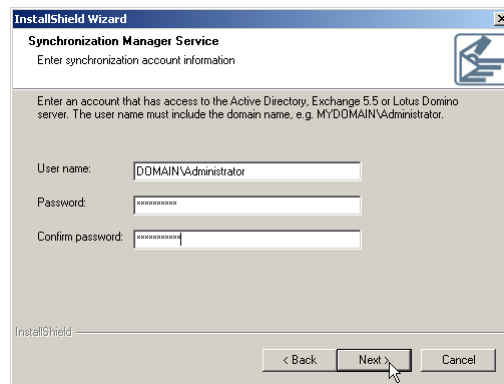 InstallShield Wizard
Synchronization Manager Service
Enter synchronization account information
Enter an account that has access to the Active Directory, Exchange 5.5 or Lotus Domino
server. The user name must include the domain name, e.g. MYDOMAIN\Administrator.
User name: DOMAIN\Administrator
Password: **********
Confirm password: ***********
InstallShield
< Back Next > Cancel